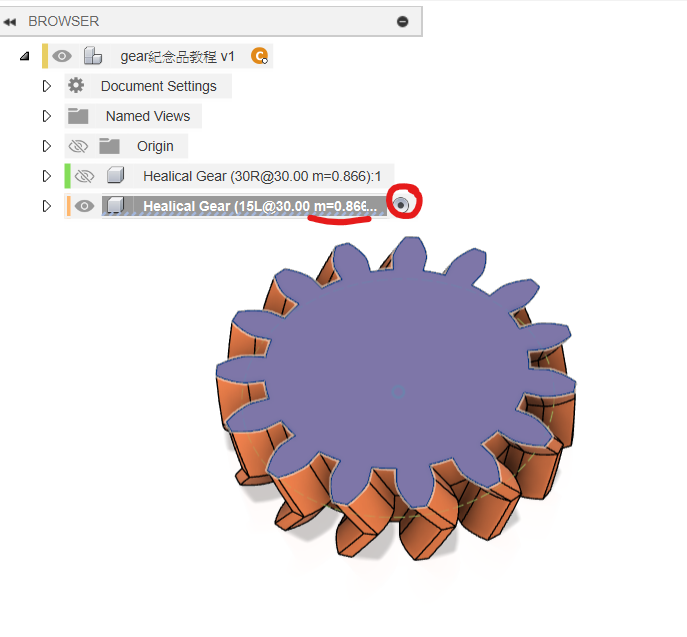 BROWSER
gear紀念品教程 v1
Document Settings
Named Views
Origin
Healical Gear (30R@30.00 m=0.866):1
Healical Gear (15L@30.00 m=0.866...